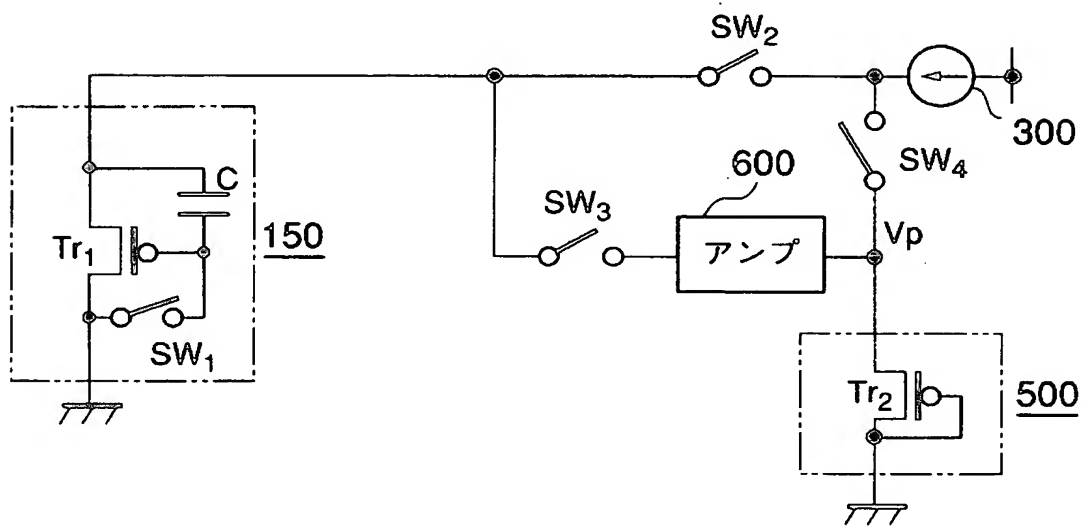 SW₂
300
SW₄
600
C
SW₃
Tr₁
150
アンプ
Vp
SW₁
Tr₂
500